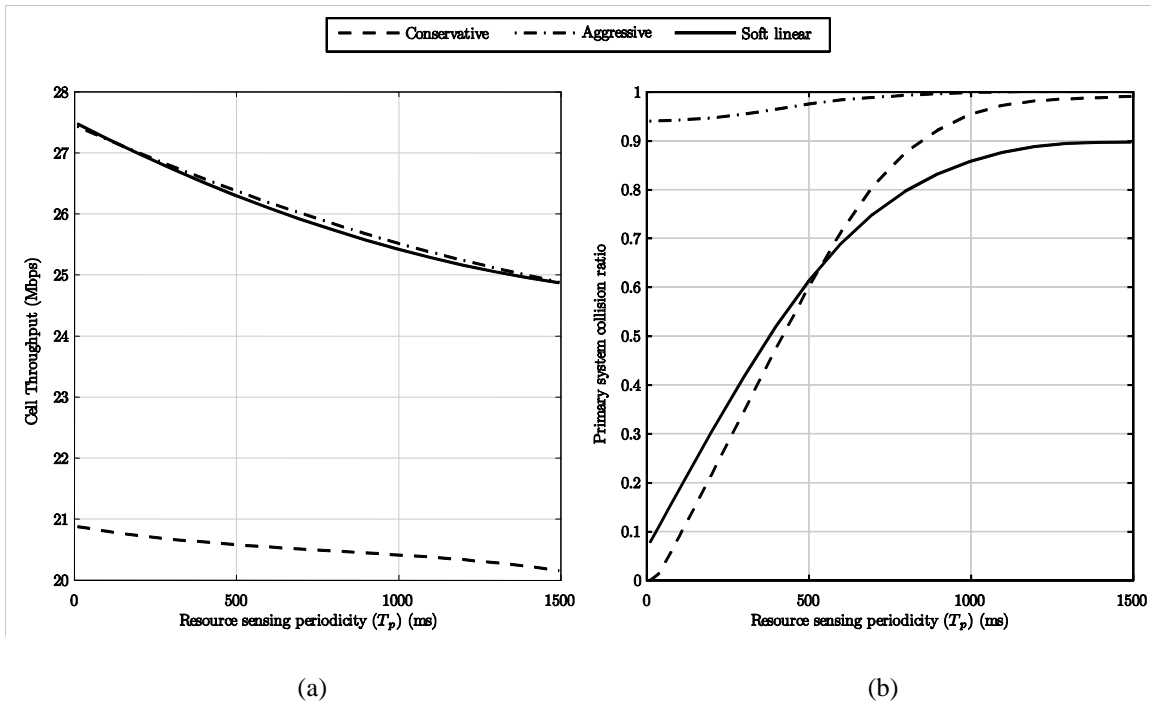 Conservative Aggressive Soft linear
28
27
26
25
24
23
22
21
20
Cell Throughput (Mbps)
0 500 1000 1500
Resource sensing periodicity (T_p) (ms)
1
0.9
0.8
0.7
0.6
0.5
0.4
0.3
0.2
0.1
0
Primary system collision ratio
0 500 1000 1500
Resource sensing periodicity (T_p) (ms)
(a) (b)